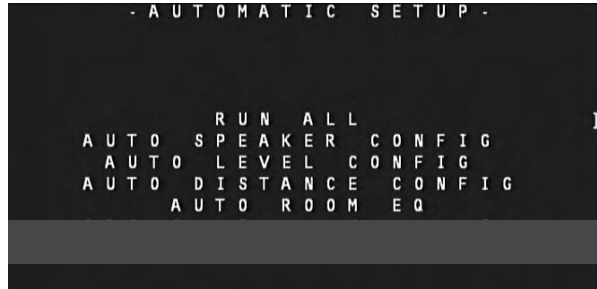 -AUTOMATIC SETUP-
RUN ALL
AUTO SPEAKER CONFIG
AUTO LEVEL CONFIG
AUTO DISTANCE CONFIG
AUTO ROOM EQ